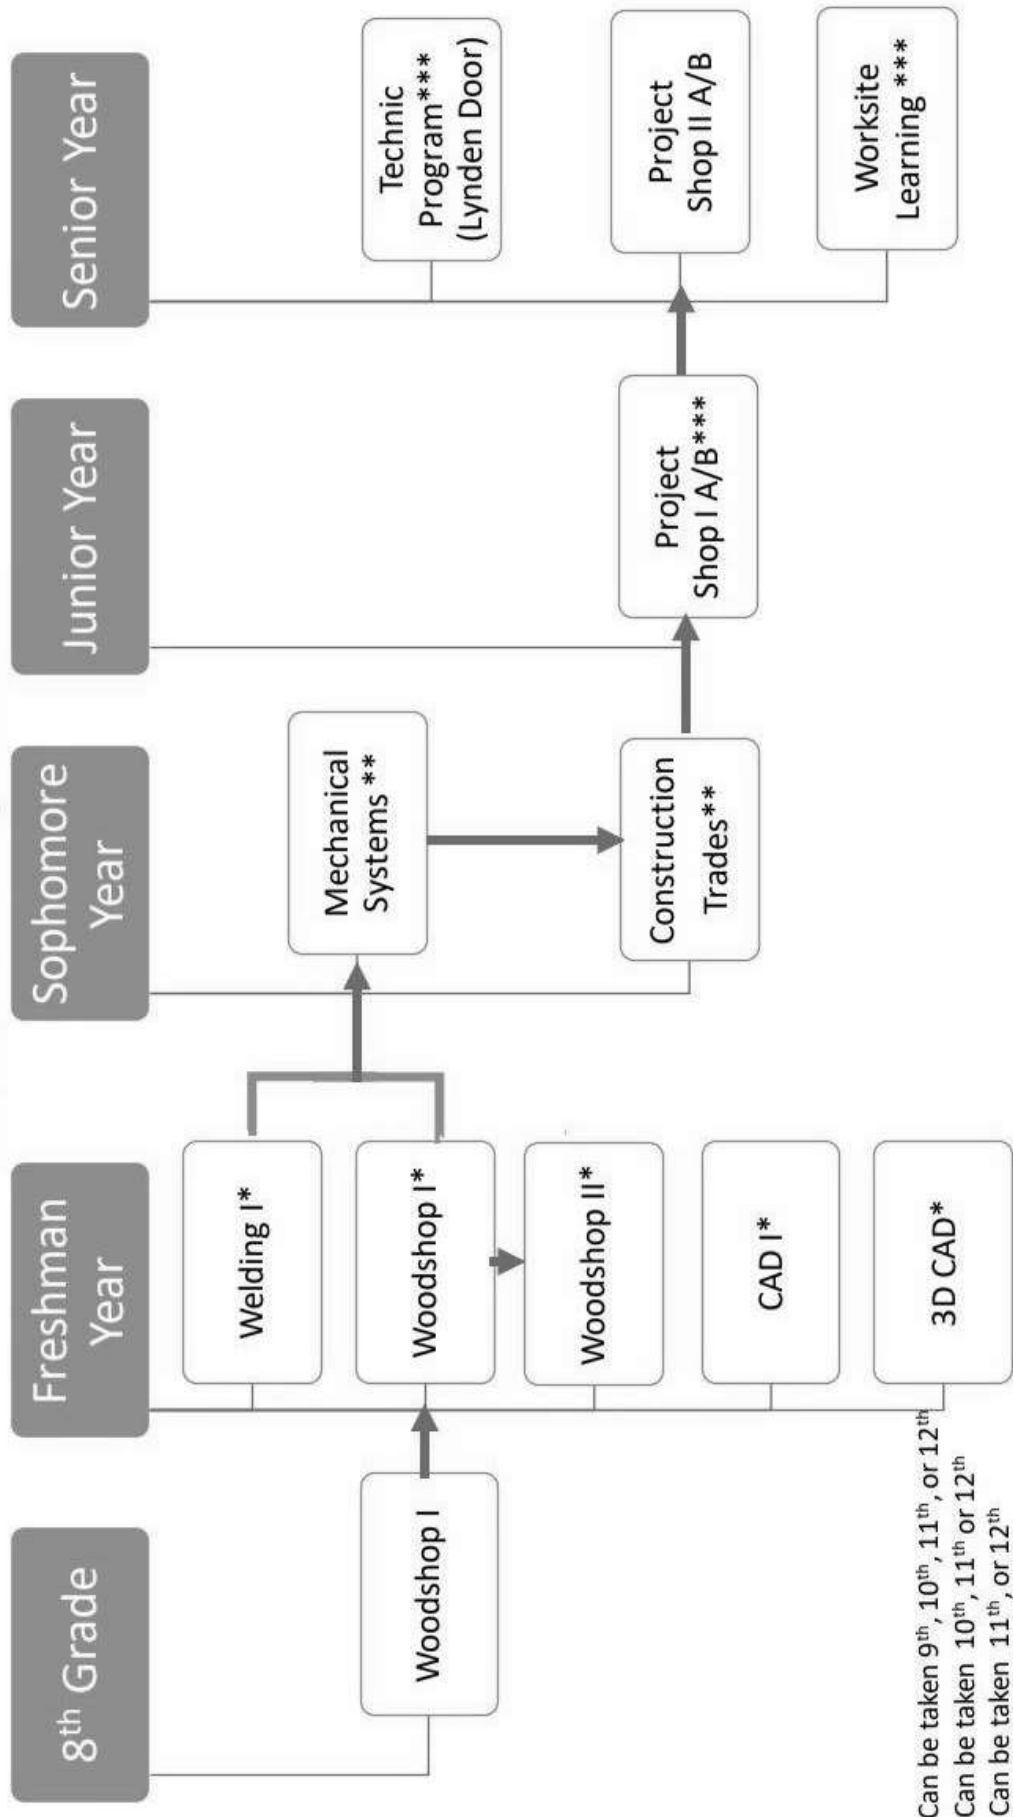 8th Grade
Woodshop I
Freshman
Year
Welding I*
Woodshop I*
Woodshop II*
CAD I*
3D CAD*
Sophomore
Year
Mechanical
Systems **
Construction
Trades**
Junior Year
Project
Shop I A/B***
Senior Year
Technic
Program***
(Lynden Door)
Project
Shop II A/B
Worksite
Learning ***
Can be taken 9th, 10th, 11th, or 12th
Can be taken 10th, 11th or 12th
Can be taken 11th, or 12th